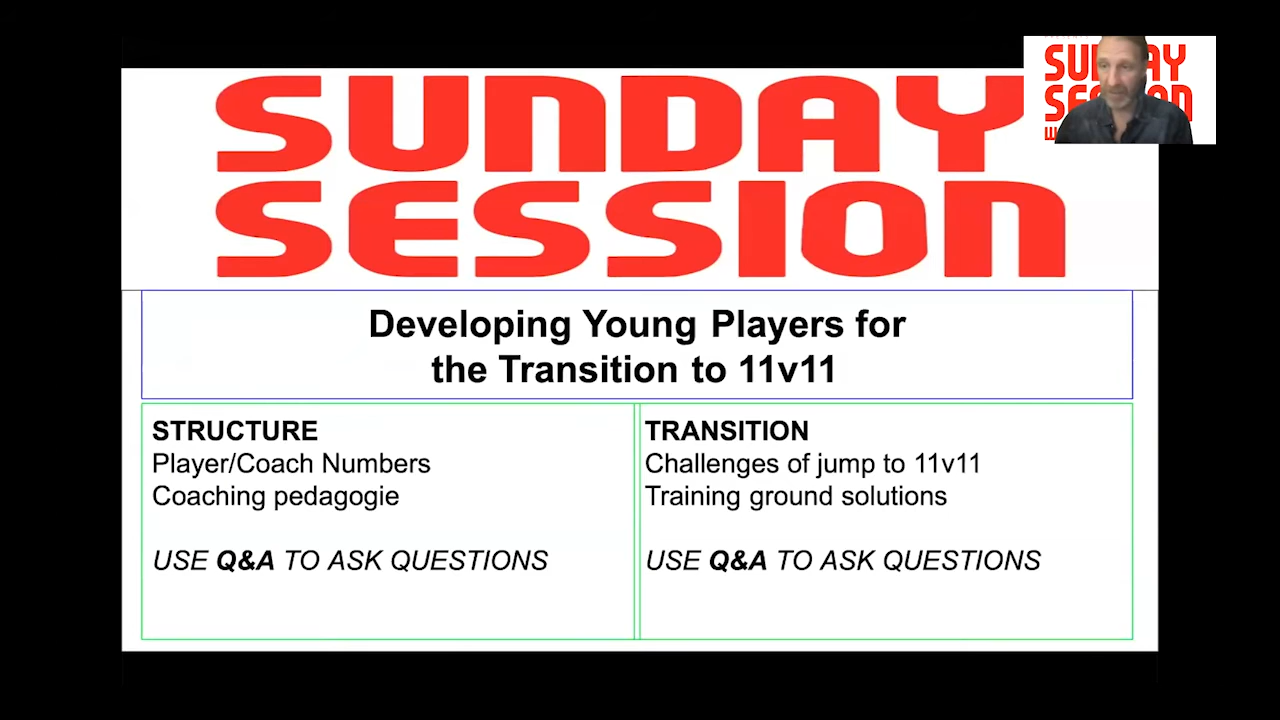 SUNDAY
SESSION
Developing Young Players for
the Transition to 11v11
STRUCTURE
Player/Coach Numbers
Coaching pedagogie
USE Q&A TO ASK QUESTIONS
TRANSITION
Challenges of jump to 11v11
Training ground solutions
USE Q&A TO ASK QUESTIONS